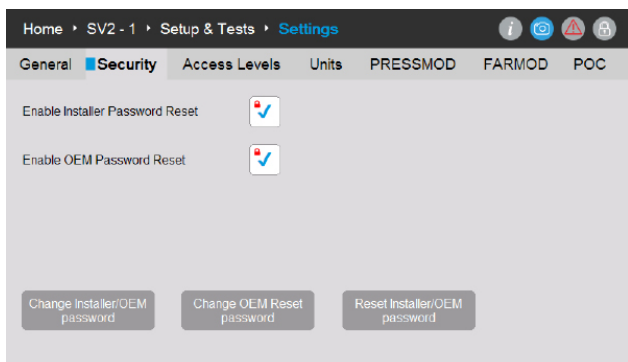 Home ‣ SV2 - 1 ‣ Setup & Tests ‣ Settings
General Security Access Levels Units PRESSMOD FARMOD POC
Enable Installer Password Reset
Enable OEM Password Reset
Change Installer/OEM
password
Change OEM Reset
password
Reset Installer/OEM
password